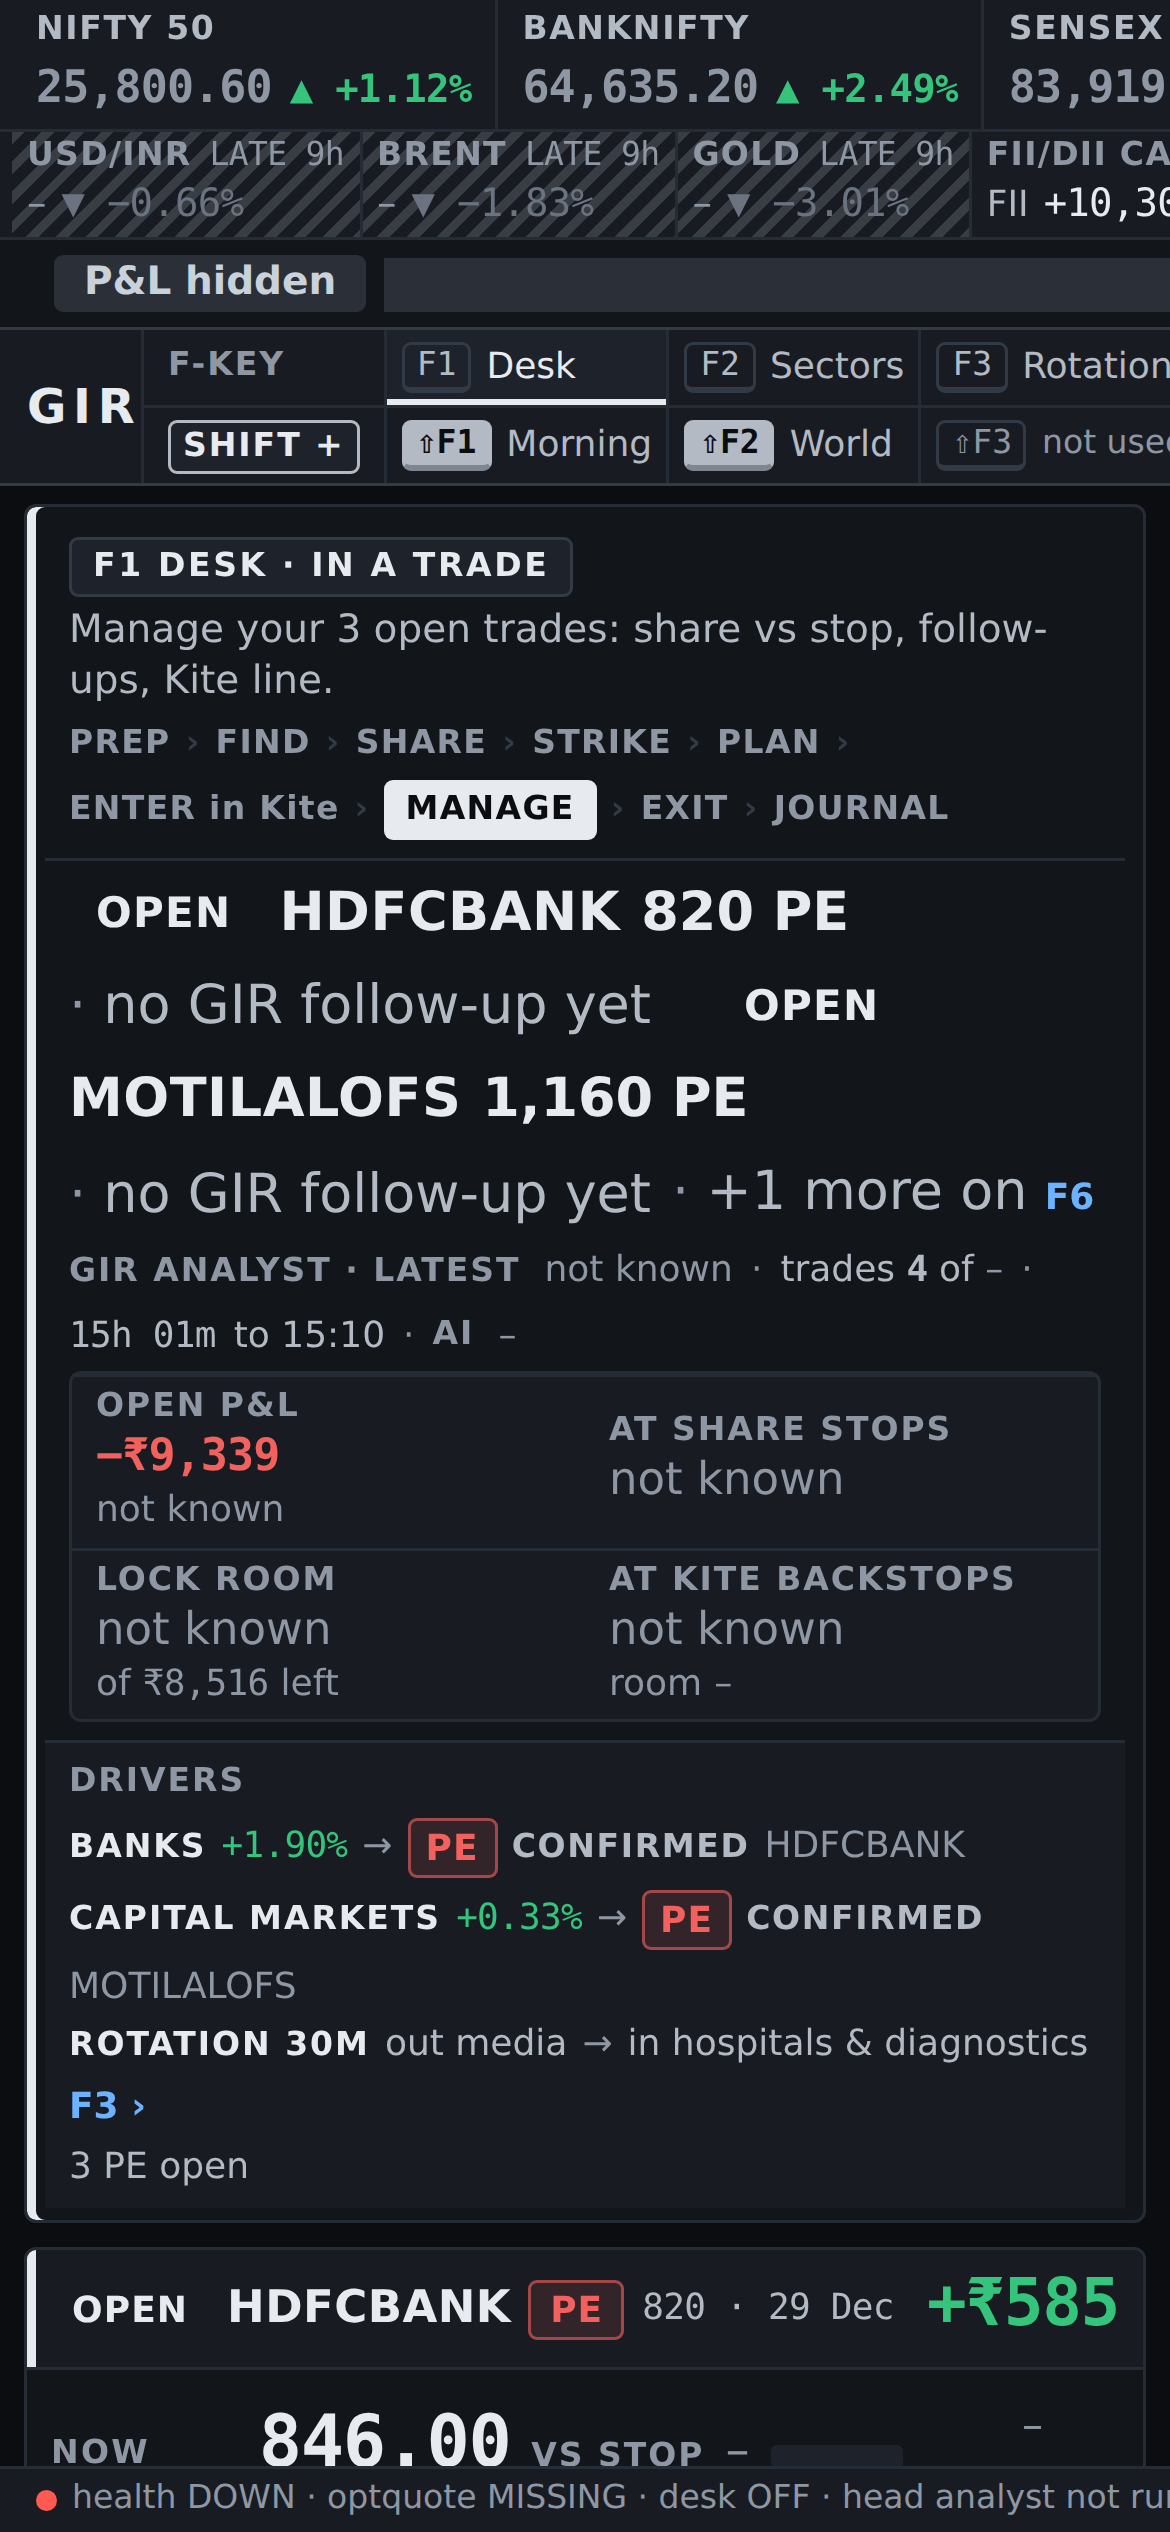 NIFTY 50 BANKNIFTY SENSEX
25,800.60 ▲ +1.12% 64,635.20 ▲ +2.49% 83,919
USD/INR LATE 9h BRENT LATE 9h GOLD LATE 9h FII/DII CA
– ▼ −0.66% – ▼ −1.83% – ▼ −3.01% FII +10,30
P&L hidden
GIR
F-KEY F1 Desk F2 Sectors F3 Rotation
SHIFT + ⇧F1 Morning ⇧F2 World ⇧F3 not used
F1 DESK · IN A TRADE
Manage your 3 open trades: share vs stop, follow-
ups, Kite line.
PREP › FIND › SHARE › STRIKE › PLAN ›
ENTER in Kite › MANAGE › EXIT › JOURNAL
OPEN HDFCBANK 820 PE
· no GIR follow-up yet OPEN
MOTILALOFS 1,160 PE
· no GIR follow-up yet · +1 more on F6
GIR ANALYST · LATEST not known · trades 4 of – ·
15h 01m to 15:10 · AI –
OPEN P&L
−₹9,339
not known
AT SHARE STOPS
not known
LOCK ROOM
not known
of ₹8,516 left
AT KITE BACKSTOPS
not known
room –
DRIVERS
BANKS +1.90% → PE CONFIRMED HDFCBANK
CAPITAL MARKETS +0.33% → PE CONFIRMED
MOTILALOFS
ROTATION 30M out media → in hospitals & diagnostics
F3 ›
3 PE open
OPEN HDFCBANK PE 820 · 29 Dec +₹585
NOW 846.00 VS STOP – –
health DOWN · optquote MISSING · desk OFF · head analyst not run